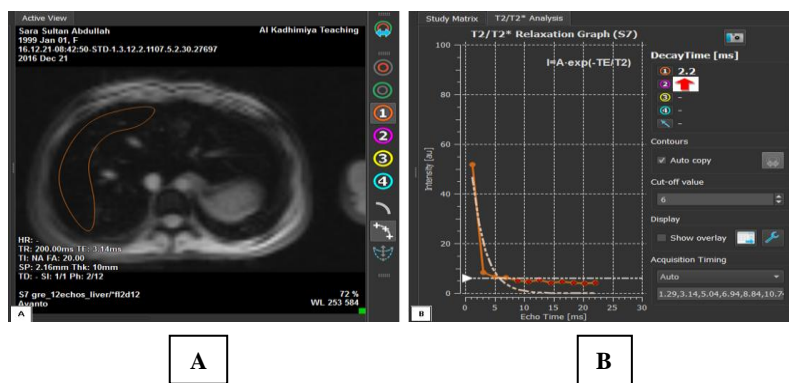 Active View
Sara Sultan Abdullah
Al Kadhimiya Teaching
1999 Jan 01, F
16.12.21-08:42:50-STD-1.3.12.2.1107.5.2.30.27697
2016 Dec 21
1
2
3
4
HR: -
TR: 200.00ms TE: 3.14ms
TI: NA FA: 20.00
SP: 2.16mm Thk: 10mm
TD: - SI: 1/1 Ph: 2/12
S7 gre_12echos_liver/*fl2d12
72 %
Avanto
WL 253 584
A
Study Matrix
T2/T2* Analysis
T2/T2* Relaxation Graph (S7)
I=A·exp(-TE/T2)
Intensity [au]
100
80
60
40
20
0
0 5 10 15 20 25 30
Echo Time [ms]
DecayTime [ms]
1 2.2
2
3 -
4 -
-
Contours
Auto copy
Cut-off value
6
Display
Show overlay
Acquisition Timing
Auto
1.29,3.14,5.04,6.94,8.84,10.7
B
A
B